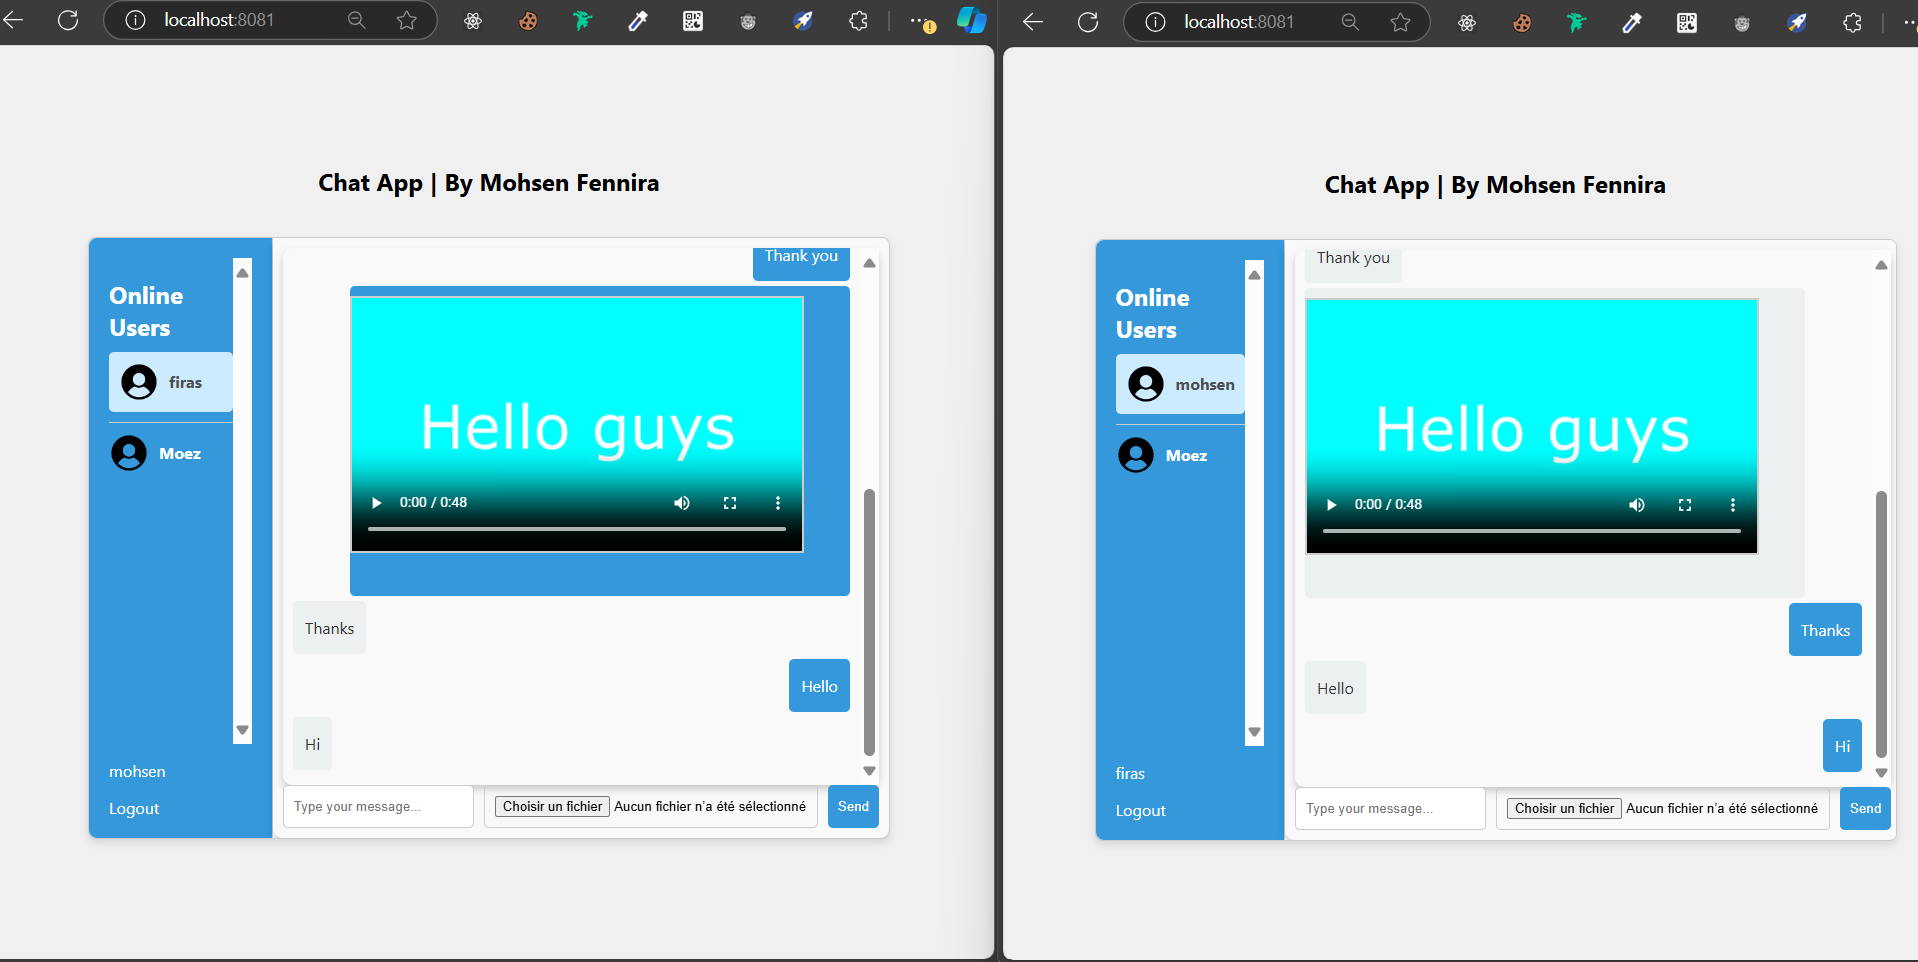 localhost:8081
Chat App | By Mohsen Fennira
Online
Users
firas
Moez
mohsen
Logout
Thank you
Hello guys
0:00 / 0:48
Thanks
Hello
Hi
Type your message...
Choisir un fichier Aucun fichier n'a été sélectionné
Send
localhost:8081
Chat App | By Mohsen Fennira
Online
Users
mohsen
Moez
firas
Logout
Thank you
Hello guys
0:00 / 0:48
Thanks
Hello
Hi
Type your message...
Choisir un fichier Aucun fichier n'a été sélectionné
Send